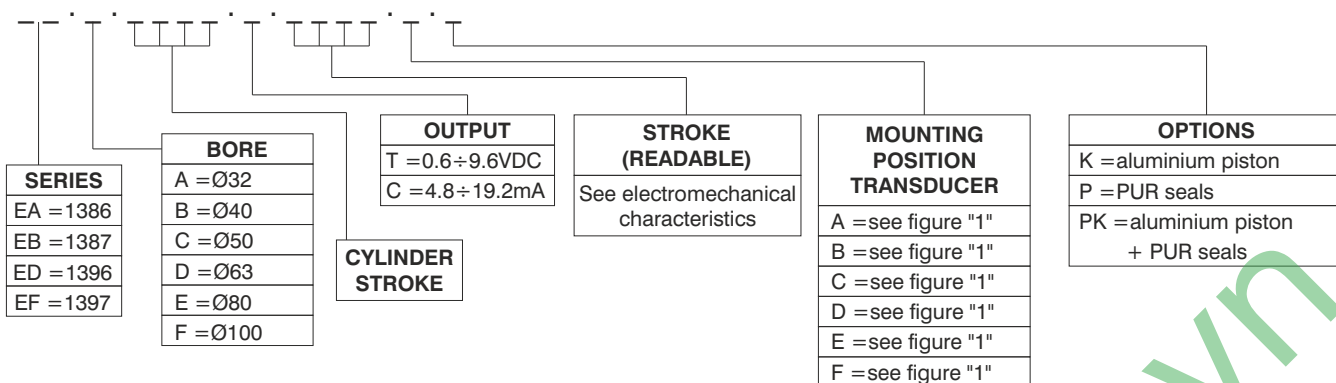 SERIES
EA =1386
EB =1387
ED =1396
EF =1397
BORE
A =Ø32
B =Ø40
C =Ø50
D =Ø63
E =Ø80
F =Ø100
CYLINDER
STROKE
OUTPUT
T =0.6÷9.6VDC
C =4.8÷19.2mA
STROKE
(READABLE)
See electromechanical
characteristics
MOUNTING
POSITION
TRANSDUCER
A =see figure "1"
B =see figure "1"
C =see figure "1"
D =see figure "1"
E =see figure "1"
F =see figure "1"
OPTIONS
K =aluminium piston
P =PUR seals
PK =aluminium piston
+ PUR seals